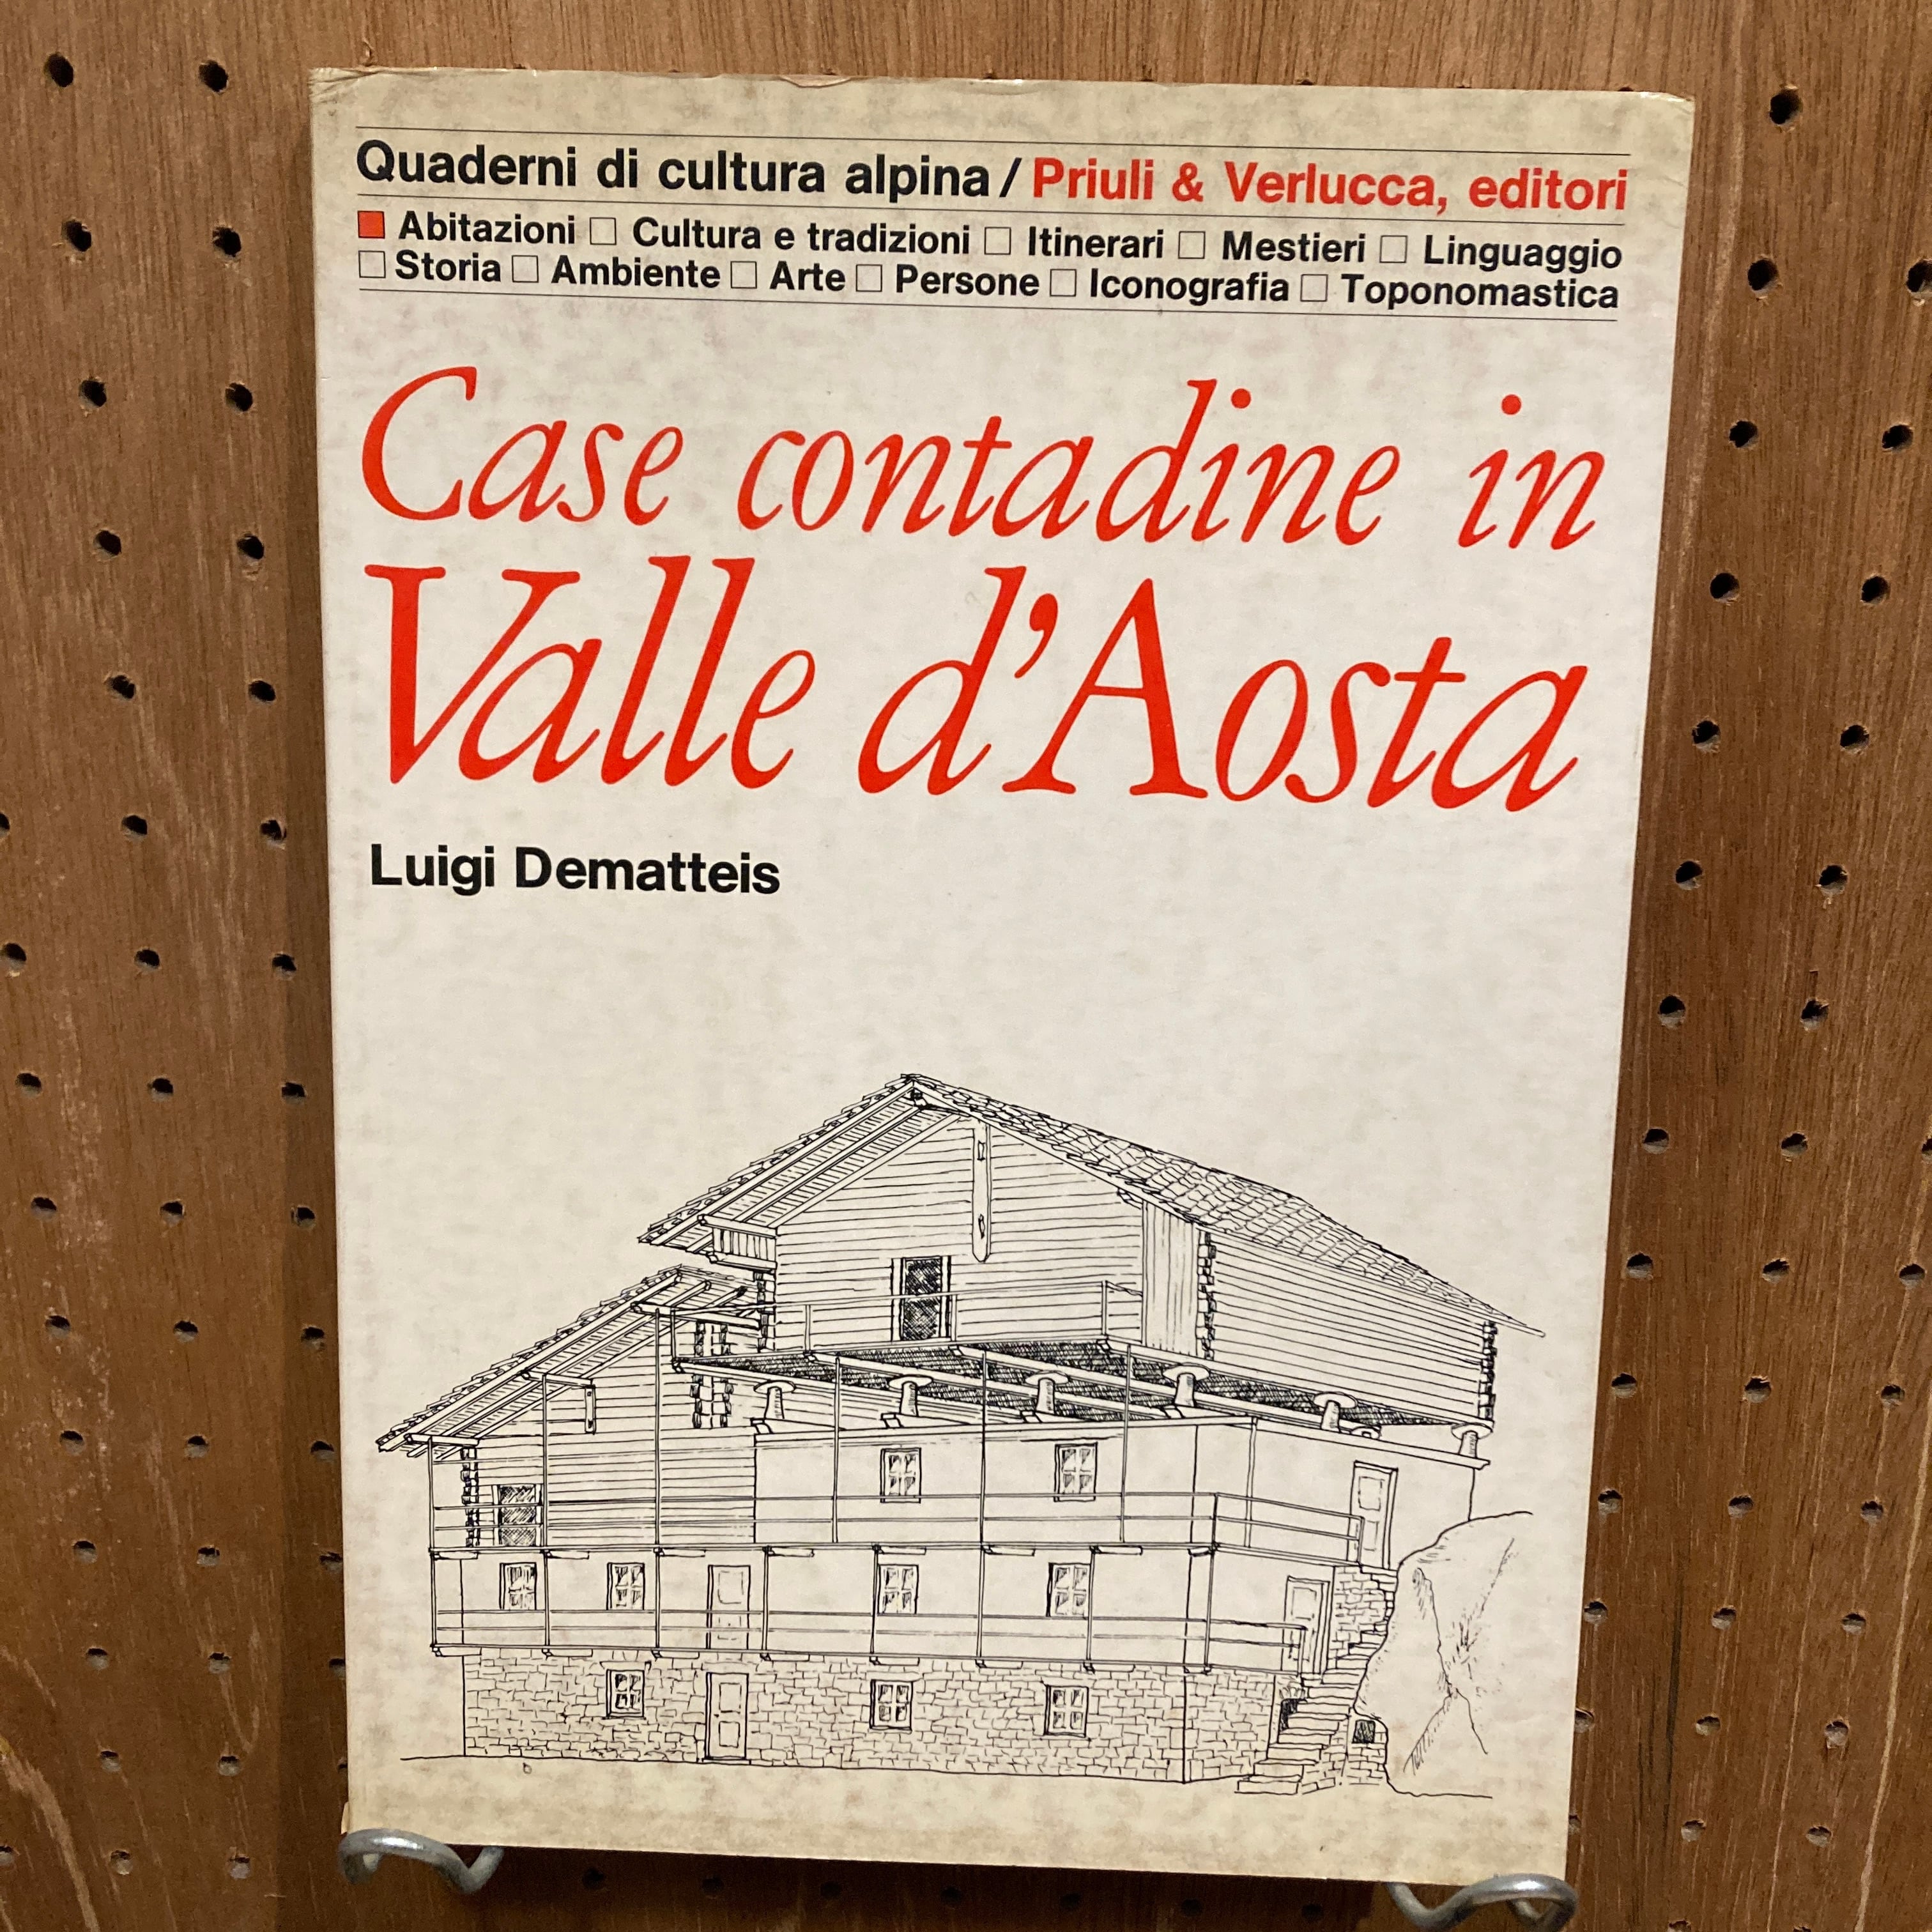 Quaderni di cultura alpina / Priuli & Verlucca, editori
Abitazioni Cultura e tradizioni Itinerari Mestieri Linguaggio
Storia Ambiente Arte Persone Iconografia Toponomastica
Case contadine in
Valle d'Aosta
Luigi Dematteis